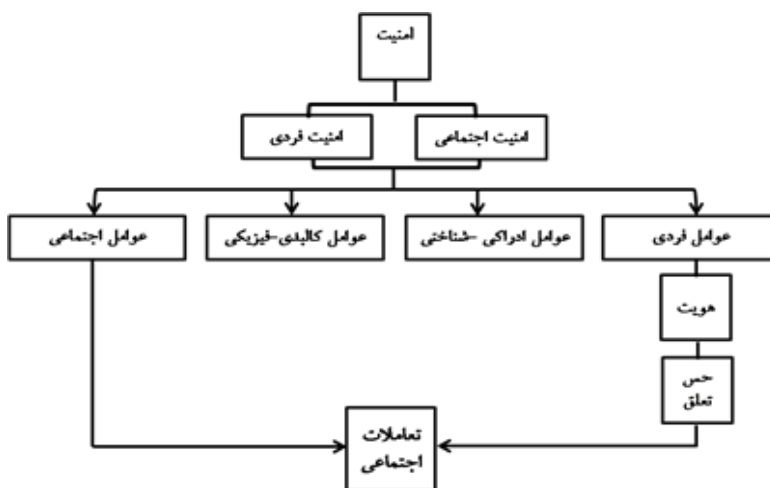 امنیت
امنیت اجتماعی
امنیت فردی
عوامل فردی
عوامل ادراکی -شناختی
عوامل کالبدی-فیزیکی
عوامل اجتماعی
هویت
حس
تعلق
تعاملات
اجتماعی